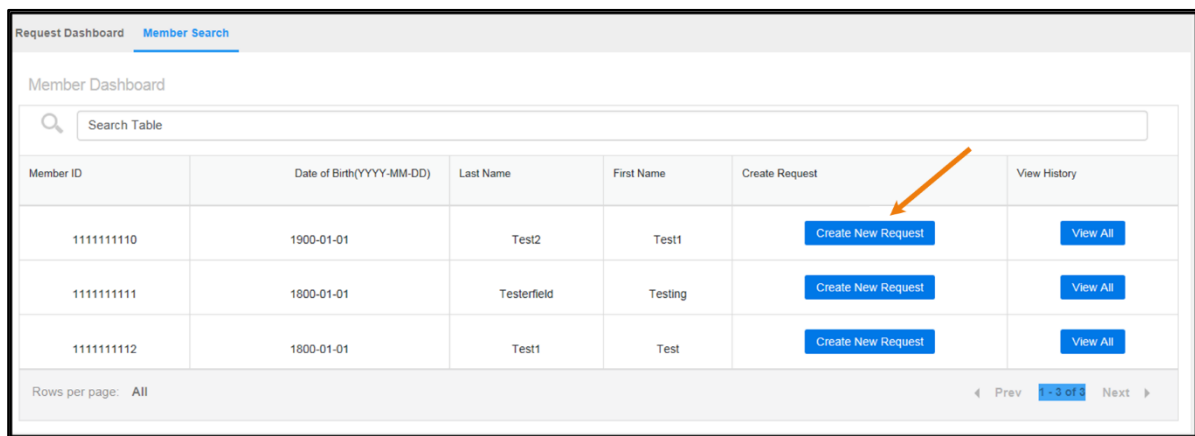 Request Dashboard Member Search
Member Dashboard
Search Table
Member ID Date of Birth(YYYY-MM-DD) Last Name First Name Create Request View History
1111111110 1900-01-01 Test2 Test1 Create New Request View All
1111111111 1800-01-01 Testerfield Testing Create New Request View All
1111111112 1800-01-01 Test1 Test Create New Request View All
Rows per page: All Prev 1 - 3 of 3 Next